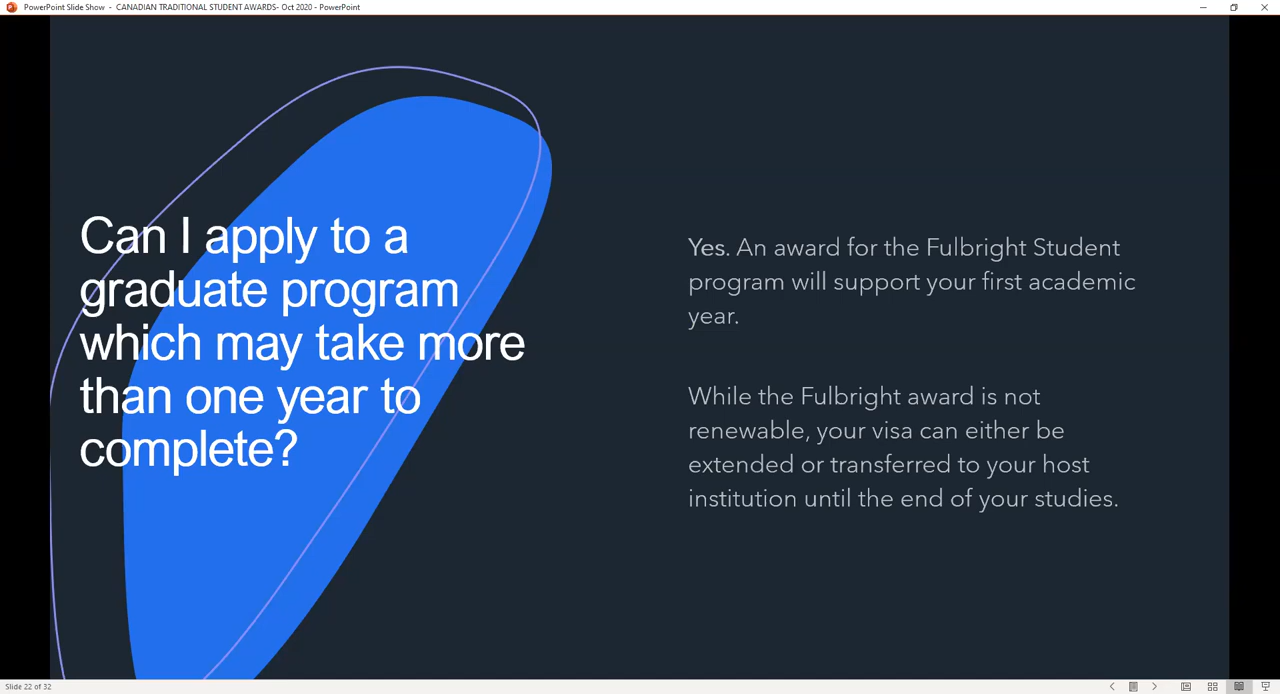 PowerPoint Slide Show - CANADIAN TRADITIONAL STUDENT AWARDS- Oct 2020 - PowerPoint
Can I apply to a
graduate program
which may take more
than one year to
complete?
Yes. An award for the Fulbright Student
program will support your first academic
year.
While the Fulbright award is not
renewable, your visa can either be
extended or transferred to your host
institution until the end of your studies.
Slide 22 of 32